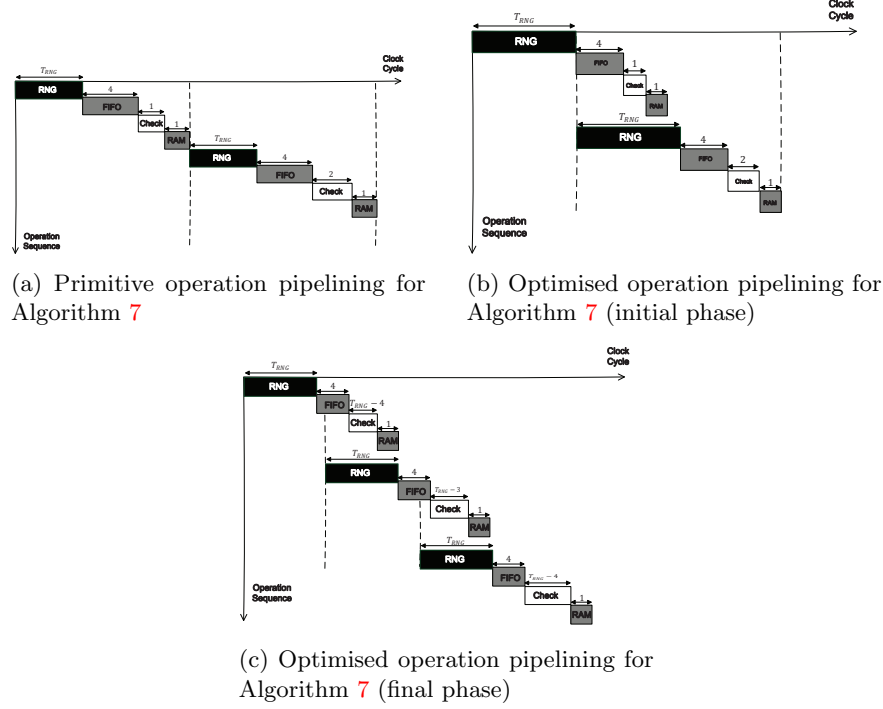 Clock
Cycle
T_RNG
RNG
4
FIFO
1
Check
1
RAM
T_RNG
RNG
4
FIFO
2
Check
1
RAM
Operation
Sequence
(a) Primitive operation pipelining for
Algorithm 7
Clock
Cycle
T_RNG
RNG
4
FIFO
1
Check
1
RAM
T_RNG
RNG
4
FIFO
2
Check
1
RAM
Operation
Sequence
(b) Optimised operation pipelining for
Algorithm 7 (initial phase)
Clock
Cycle
T_RNG
RNG
4
FIFO
T_RNG − 4
Check
1
RAM
T_RNG
RNG
4
FIFO
T_RNG − 3
Check
1
RAM
T_RNG
RNG
4
FIFO
T_RNG − 4
Check
1
RAM
Operation
Sequence
(c) Optimised operation pipelining for
Algorithm 7 (final phase)